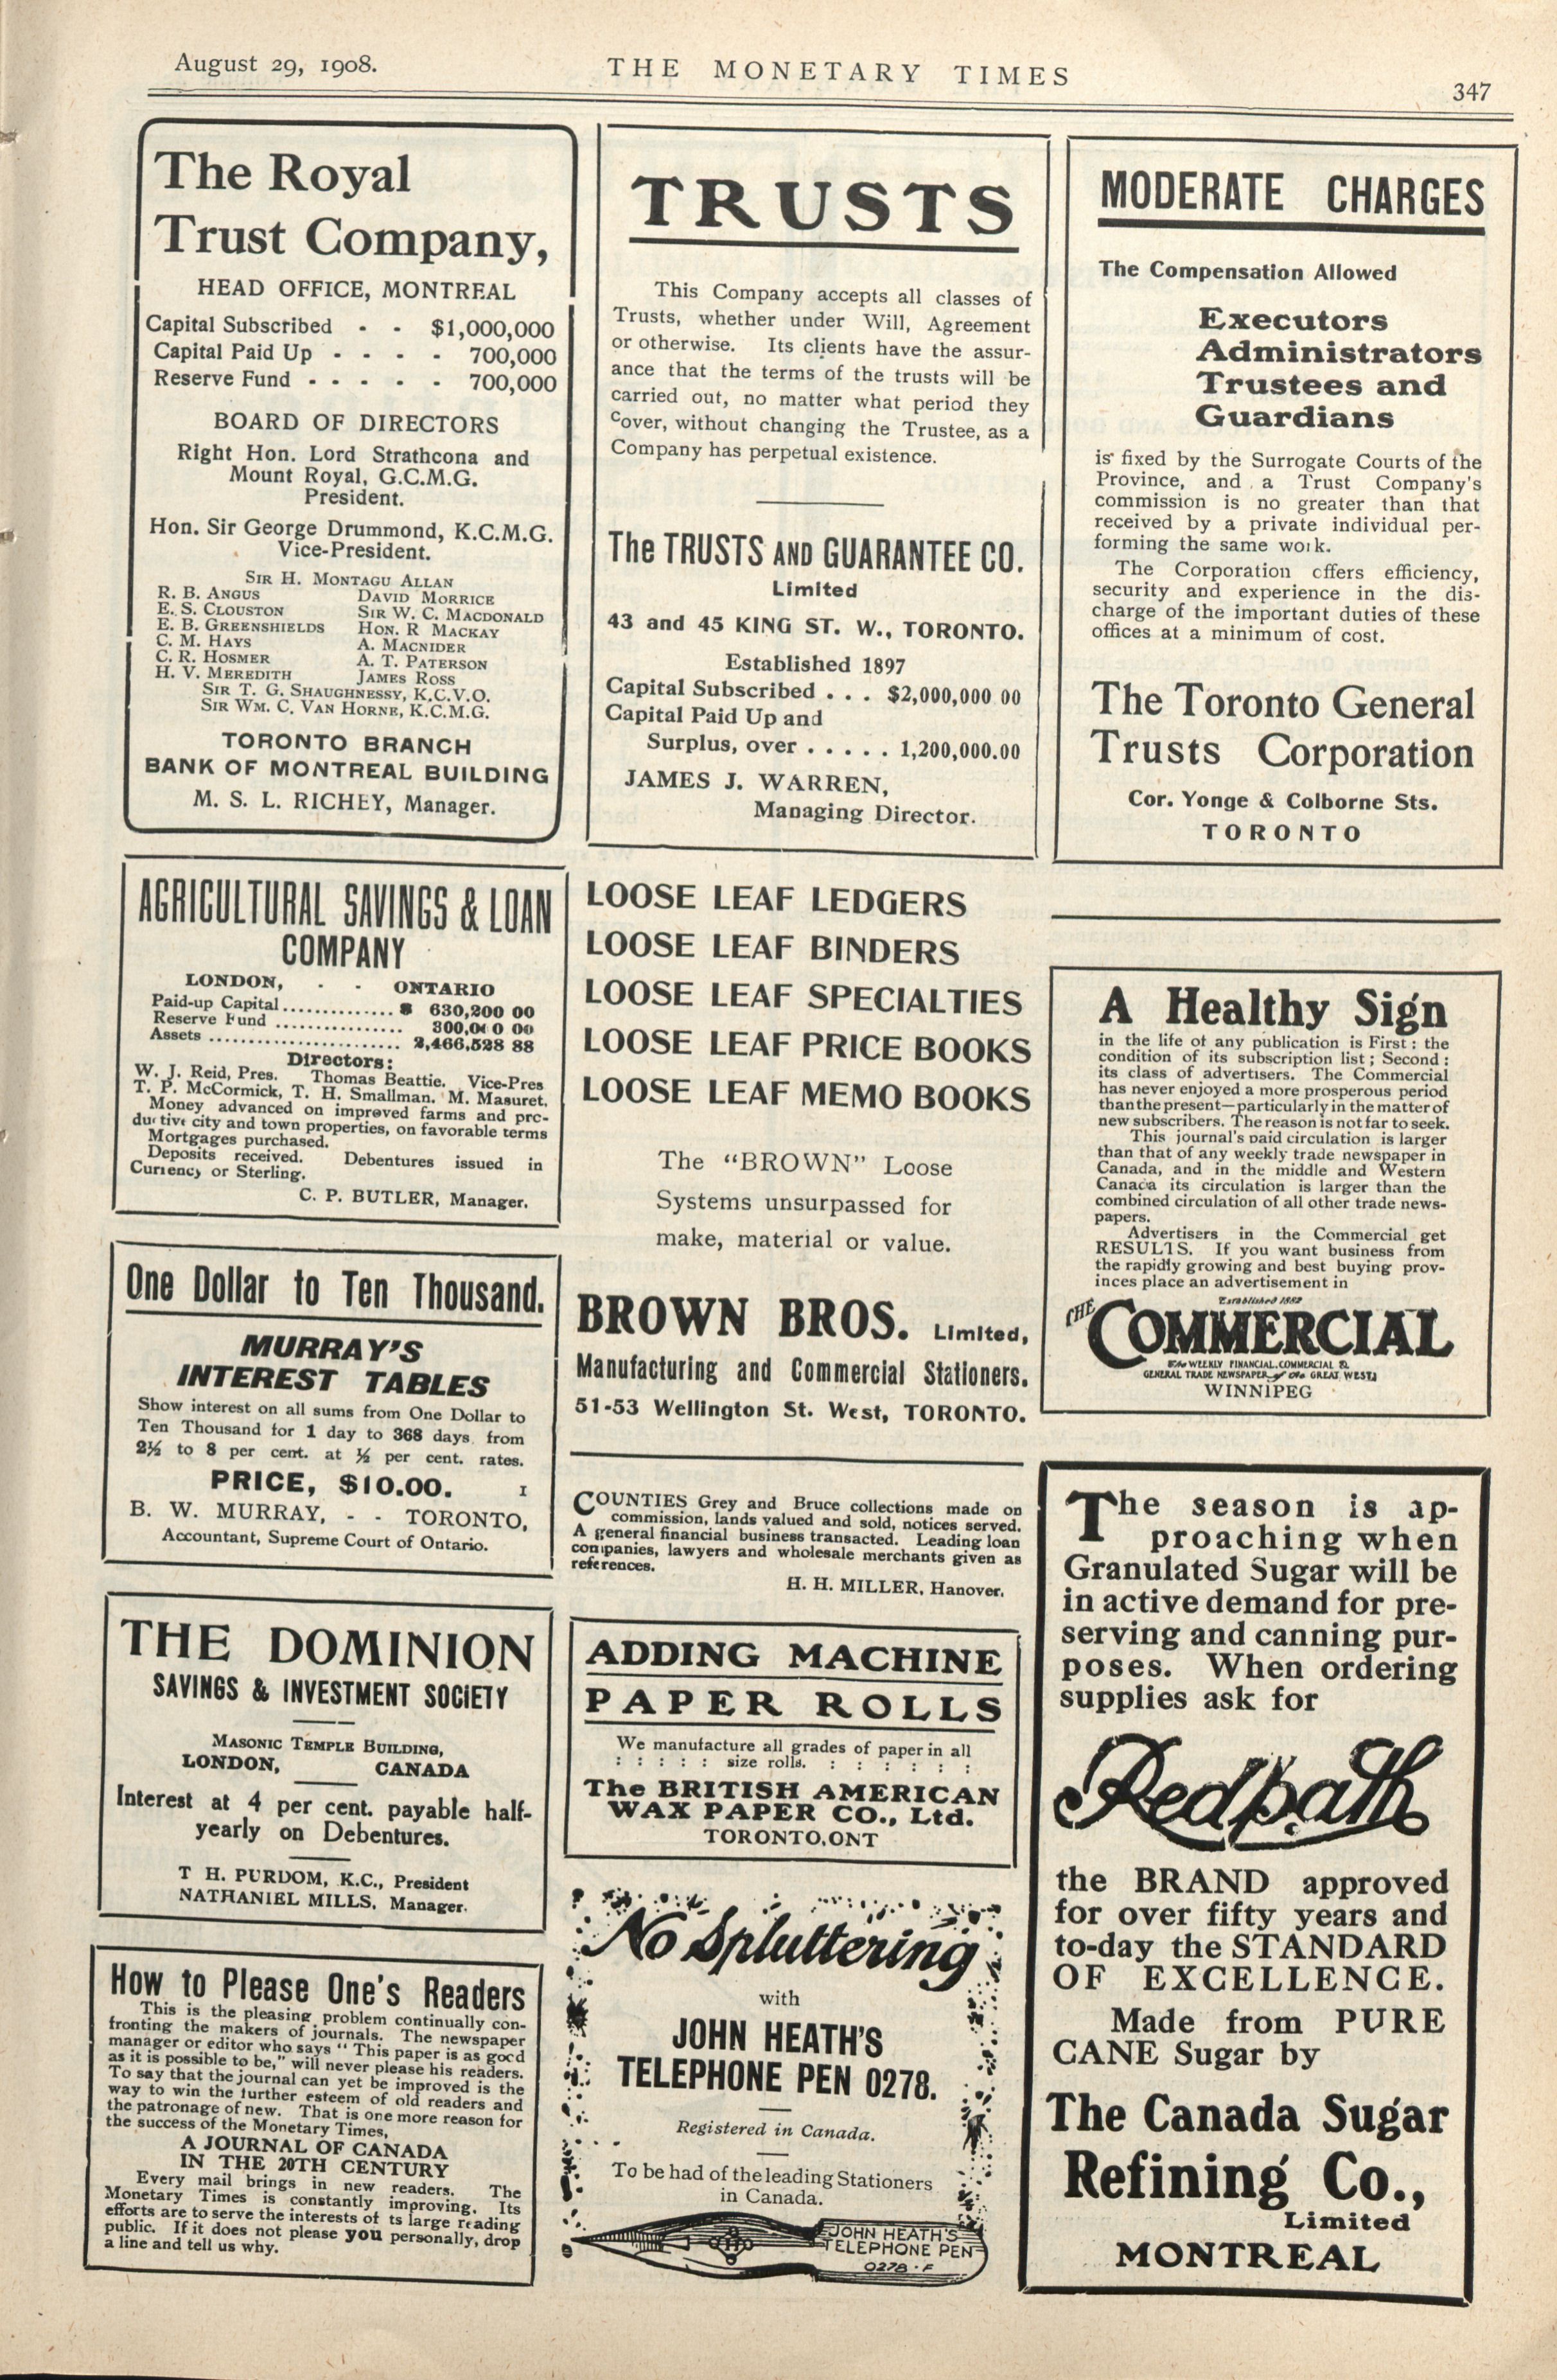 August 29, 1908.
THE MONETARY TIMES
347
The Royal
Trust Company,
HEAD OFFICE, MONTREAL
Capital Subscribed - - $1,000,000
Capital Paid Up - - - - 700,000
Reserve Fund - - - - - 700,000
BOARD OF DIRECTORS
Right Hon. Lord Strathcona and
Mount Royal, G.C.M.G.
President.
Hon. Sir George Drummond, K.C.M.G.
Vice-President.
SIR H. MONTAGU ALLAN
R. B. ANGUS DAVID MORRICE
E. S. CLOUSTON SIR W. C. MACDONALD
E. B. GREENSHIELDS HON. R MACKAY
C. M. HAYS A. MACNIDER
C. R. HOSMER A. T. PATERSON
H. V. MEREDITH JAMES ROSS
SIR T. G. SHAUGHNESSY, K.C.V.O.
SIR WM. C. VAN HORNE, K.C.M.G.
TORONTO BRANCH
BANK OF MONTREAL BUILDING
M. S. L. RICHEY, Manager.
AGRICULTURAL SAVINGS & LOAN
COMPANY
LONDON, - - ONTARIO
Paid-up Capital .............. $ 630,200 00
Reserve Fund ................ 300,000 00
Assets ........................ 2,466,528 88
Directors:
W. J. Reid, Pres. Thomas Beattie. Vice-Pres
T. P. McCormick, T. H. Smallman. M. Masuret.
Money advanced on improved farms and pro-
ductive city and town properties, on favorable terms
Mortgages purchased.
Deposits received. Debentures issued in
Currency or Sterling.
C. P. BUTLER, Manager.
One Dollar to Ten Thousand.
MURRAY'S
INTEREST TABLES
Show interest on all sums from One Dollar to
Ten Thousand for 1 day to 368 days from
2½ to 8 per cent. at ½ per cent. rates.
PRICE, $10.00. I
B. W. MURRAY, - - TORONTO,
Accountant, Supreme Court of Ontario.
THE DOMINION
SAVINGS & INVESTMENT SOCIETY
MASONIC TEMPLE BUILDING,
LONDON, CANADA
Interest at 4 per cent. payable half-
yearly on Debentures.
T H. PURDOM, K.C., President
NATHANIEL MILLS, Manager.
How to Please One's Readers
This is the pleasing problem continually con-
fronting the makers of journals. The newspaper
manager or editor who says "This paper is as good
as it is possible to be," will never please his readers.
To say that the journal can yet be improved is the
way to win the further esteem of old readers and
the patronage of new. That is one more reason for
the success of the Monetary Times,
A JOURNAL OF CANADA
IN THE 20TH CENTURY
Every mail brings in new readers. The
Monetary Times is constantly improving. Its
efforts are to serve the interests of ts large reading
public. If it does not please you personally, drop
a line and tell us why.
TRUSTS
This Company accepts all classes of
Trusts, whether under Will, Agreement
or otherwise. Its clients have the assur-
ance that the terms of the trusts will be
carried out, no matter what period they
cover, without changing the Trustee, as a
Company has perpetual existence.
The TRUSTS AND GUARANTEE CO.
Limited
43 and 45 KING ST. W., TORONTO.
Established 1897
Capital Subscribed . . . $2,000,000 00
Capital Paid Up and
Surplus, over . . . . . 1,200,000.00
JAMES J. WARREN,
Managing Director.
LOOSE LEAF LEDGERS
LOOSE LEAF BINDERS
LOOSE LEAF SPECIALTIES
LOOSE LEAF PRICE BOOKS
LOOSE LEAF MEMO BOOKS
The "BROWN" Loose
Systems unsurpassed for
make, material or value.
BROWN BROS. Limited,
Manufacturing and Commercial Stationers.
51-53 Wellington St. West, TORONTO.
COUNTIES Grey and Bruce collections made on
commission, lands valued and sold, notices served.
A general financial business transacted. Leading loan
companies, lawyers and wholesale merchants given as
references.
H. H. MILLER, Hanover.
ADDING MACHINE
PAPER ROLLS
We manufacture all grades of paper in all
: : : : : size rolls. : : : : : :
The BRITISH AMERICAN
WAX PAPER CO., Ltd.
TORONTO, ONT
No Spluttering
with
JOHN HEATH'S
TELEPHONE PEN 0278.
Registered in Canada.
To be had of the leading Stationers
in Canada.
JOHN HEATH'S
TELEPHONE PEN
0278 · F
MODERATE CHARGES
The Compensation Allowed
Executors
Administrators
Trustees and
Guardians
is fixed by the Surrogate Courts of the
Province, and a Trust Company's
commission is no greater than that
received by a private individual per-
forming the same work.
The Corporation offers efficiency,
security and experience in the dis-
charge of the important duties of these
offices at a minimum of cost.
The Toronto General
Trusts Corporation
Cor. Yonge & Colborne Sts.
TORONTO
A Healthy Sign
in the life of any publication is First: the
condition of its subscription list; Second:
its class of advertisers. The Commercial
has never enjoyed a more prosperous period
than the present—particularly in the matter of
new subscribers. The reason is not far to seek.
This journal's paid circulation is larger
than that of any weekly trade newspaper in
Canada, and in the middle and Western
Canada its circulation is larger than the
combined circulation of all other trade news-
papers.
Advertisers in the Commercial get
RESULTS. If you want business from
the rapidly growing and best buying prov-
inces place an advertisement in
Established 1882
THE COMMERCIAL
The WEEKLY FINANCIAL, COMMERCIAL &
GENERAL TRADE NEWSPAPER of the GREAT WEST
WINNIPEG
The season is ap-
proaching when
Granulated Sugar will be
in active demand for pre-
serving and canning pur-
poses. When ordering
supplies ask for
Redpath
the BRAND approved
for over fifty years and
to-day the STANDARD
OF EXCELLENCE.
Made from PURE
CANE Sugar by
The Canada Sugar
Refining Co.,
Limited
MONTREAL